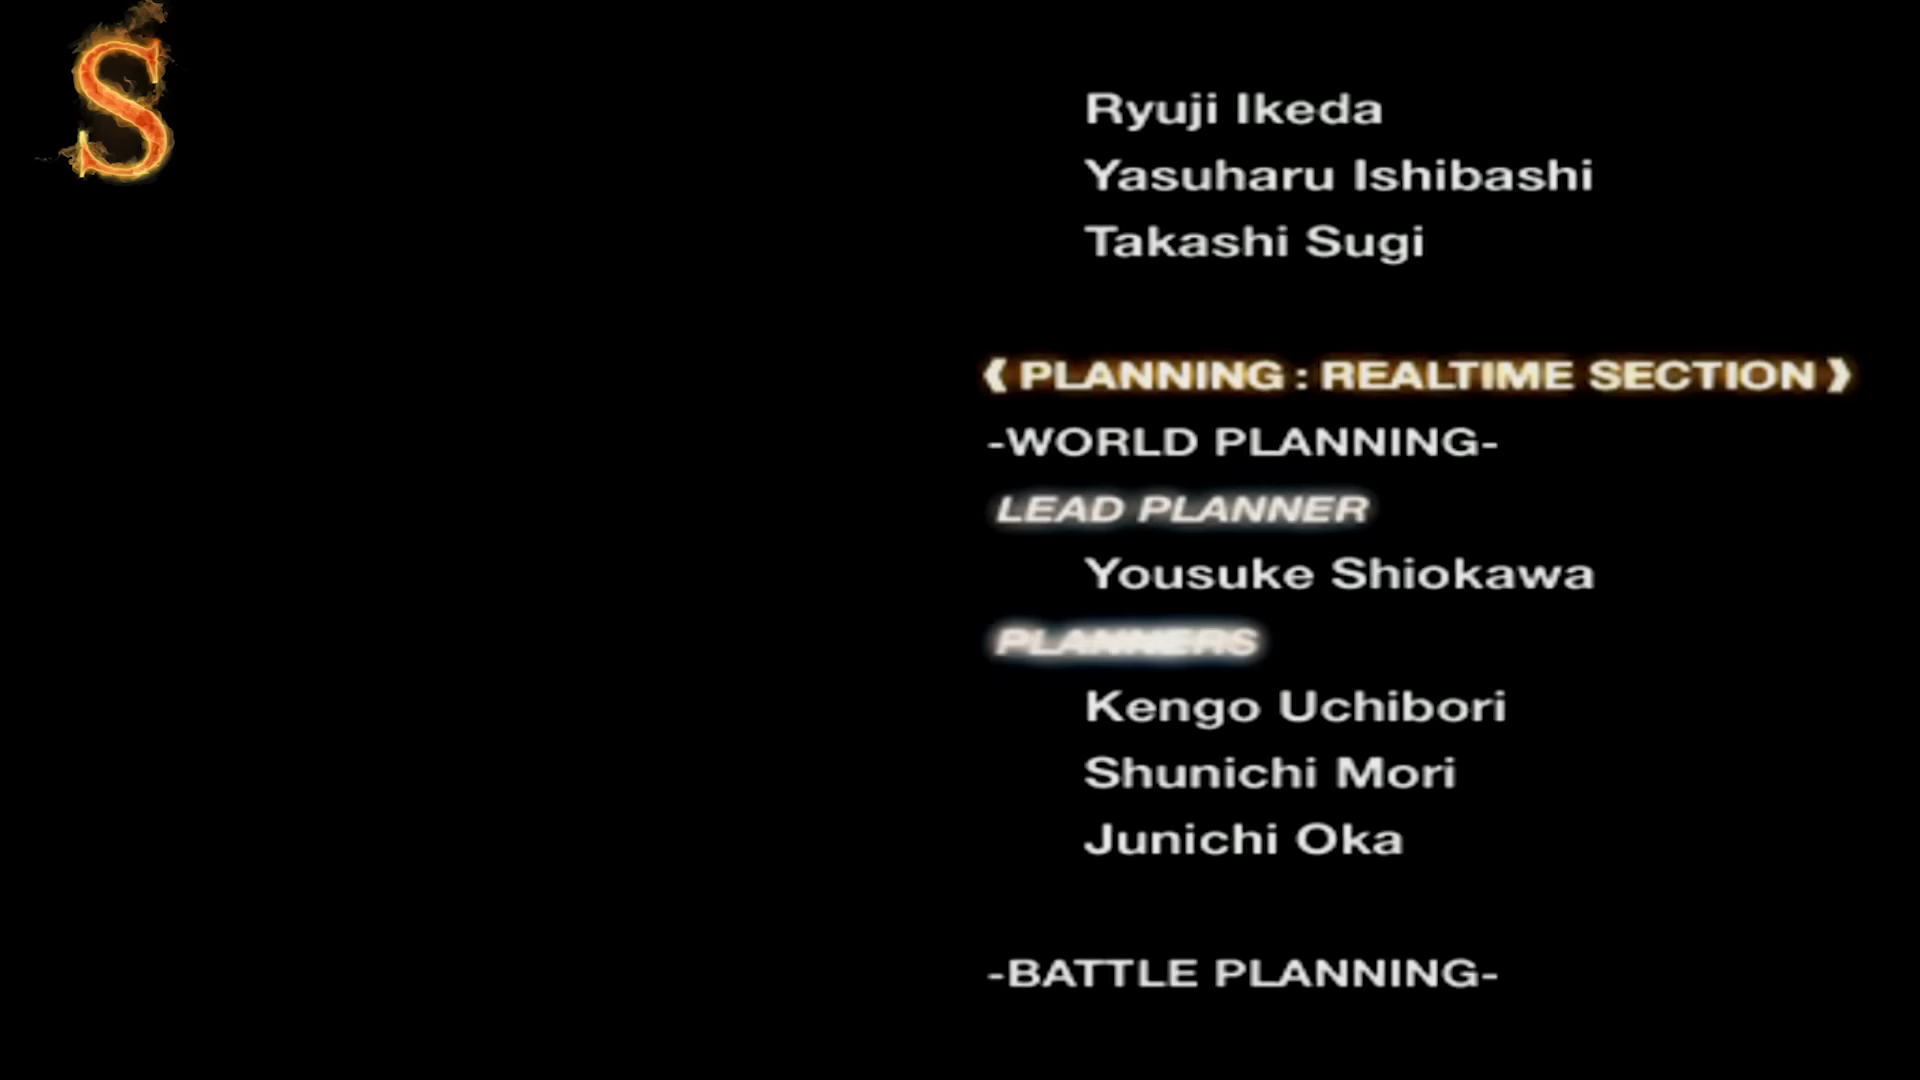 S
Ryuji Ikeda
Yasuharu Ishibashi
Takashi Sugi
❰ PLANNING : REALTIME SECTION ❱
-WORLD PLANNING-
LEAD PLANNER
Yousuke Shiokawa
PLANNERS
Kengo Uchibori
Shunichi Mori
Junichi Oka
-BATTLE PLANNING-